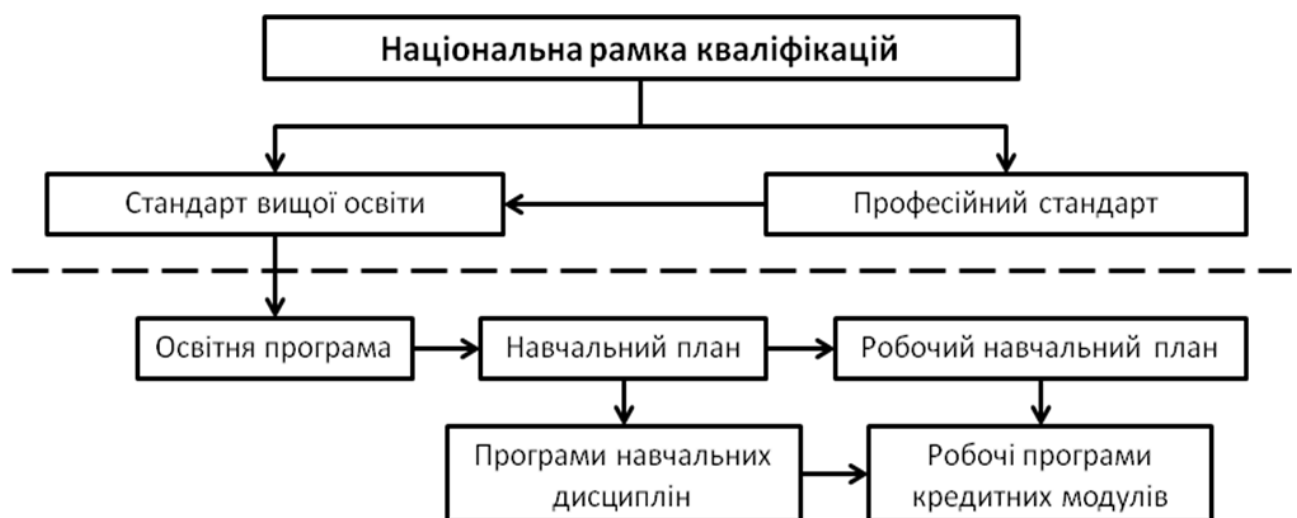 Національна рамка кваліфікацій
Стандарт вищої освіти
Професійний стандарт
Освітня програма
Навчальний план
Робочий навчальний план
Програми навчальних
дисциплін
Робочі програми
кредитних модулів